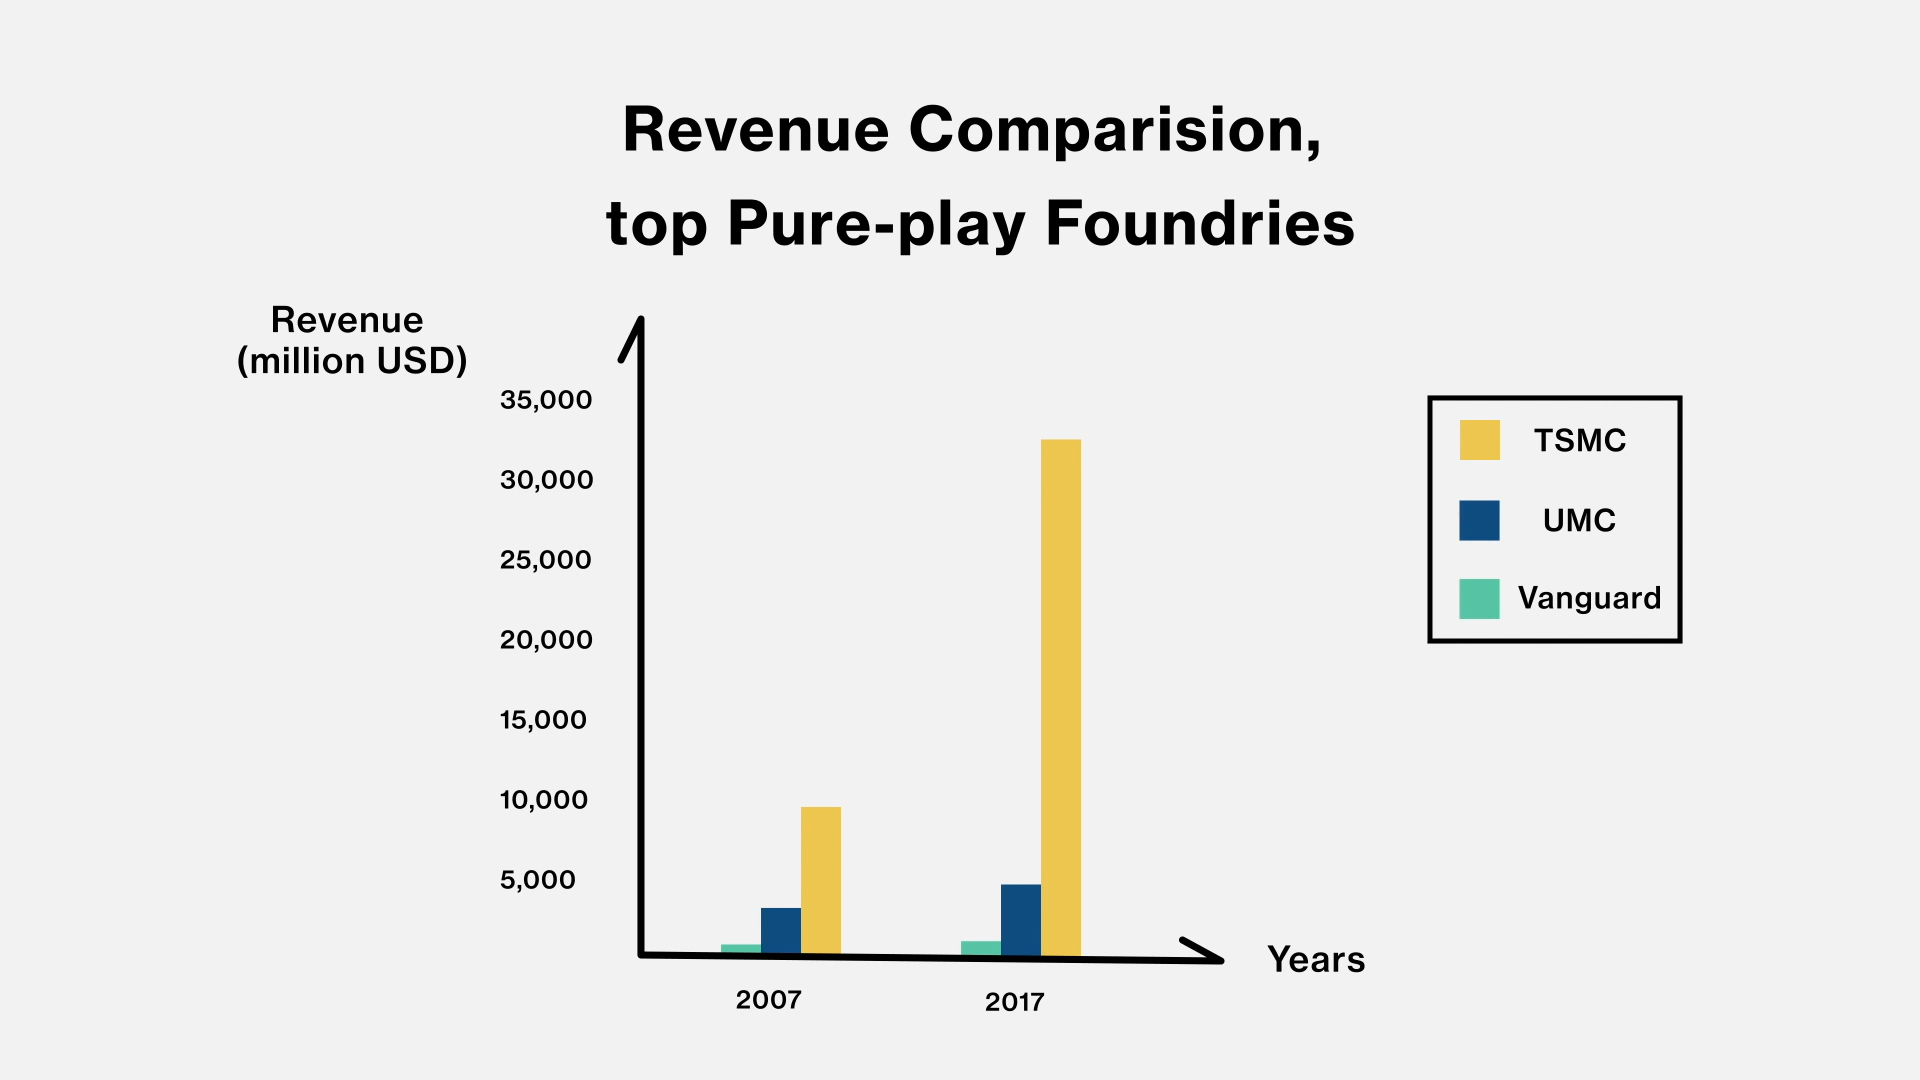 Revenue Comparision,
top Pure-play Foundries
Revenue
(million USD)
35,000
30,000
25,000
20,000
15,000
10,000
5,000
2007
2017
Years
TSMC
UMC
Vanguard